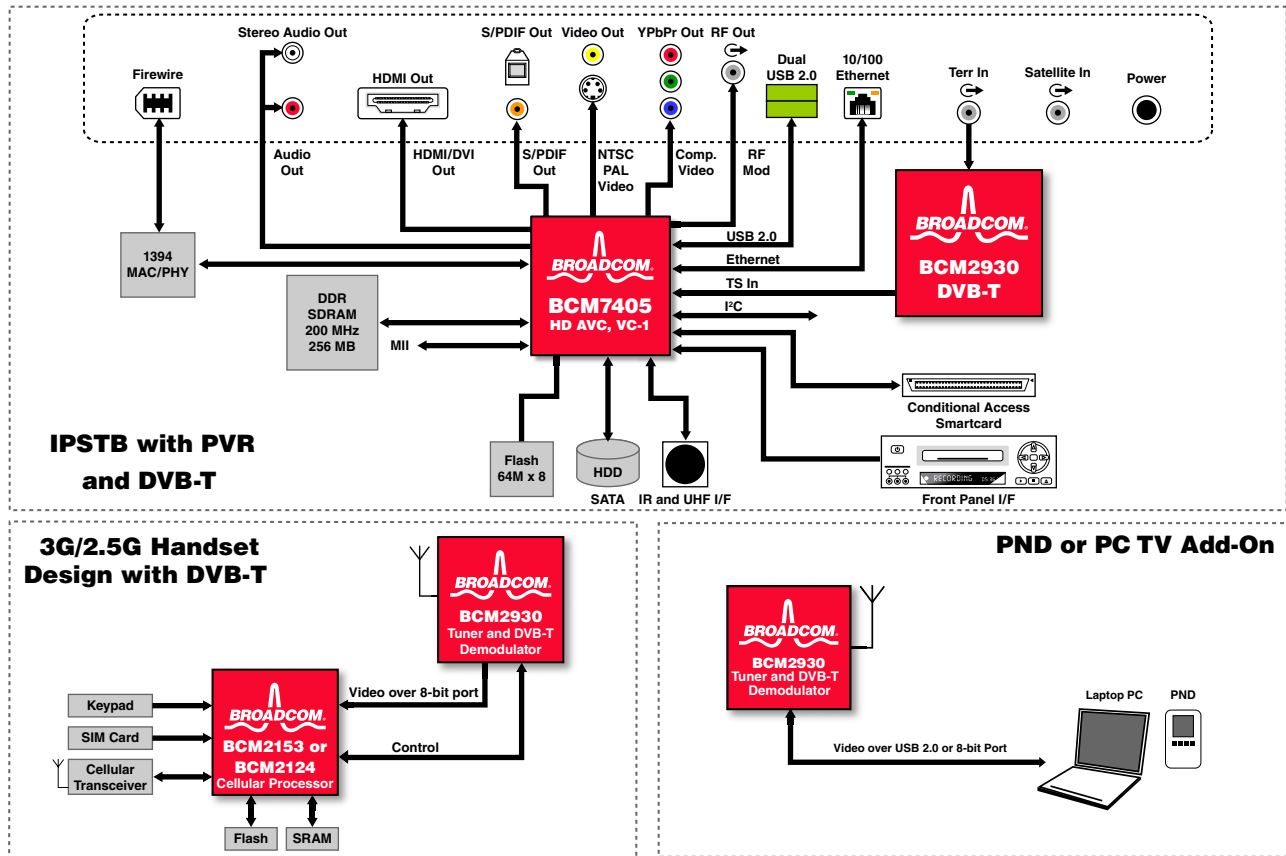 Stereo Audio Out
S/PDIF Out
Video Out
YPbPr Out
RF Out
Firewire
HDMI Out
Dual
USB 2.0
10/100
Ethernet
Terr In
Satellite In
Power
Audio
Out
HDMI/DVI
Out
S/PDIF
Out
NTSC
PAL
Video
Comp.
Video
RF
Mod
1394
MAC/PHY
DDR
SDRAM
200 MHz
256 MB
MII
BROADCOM®
BCM7405
HD AVC, VC-1
USB 2.0
Ethernet
TS In
I²C
BROADCOM®
BCM2930
DVB-T
Flash
64M x 8
HDD
SATA
IR and UHF I/F
Conditional Access
Smartcard
RECORDING
Front Panel I/F
IPSTB with PVR
and DVB-T
3G/2.5G Handset
Design with DVB-T
BROADCOM®
BCM2930
Tuner and DVB-T
Demodulator
Video over 8-bit port
Control
Keypad
SIM Card
Cellular
Transceiver
BROADCOM®
BCM2153 or
BCM2124
Cellular Processor
Flash
SRAM
PND or PC TV Add-On
BROADCOM®
BCM2930
Tuner and DVB-T
Demodulator
Video over USB 2.0 or 8-bit Port
Laptop PC
PND